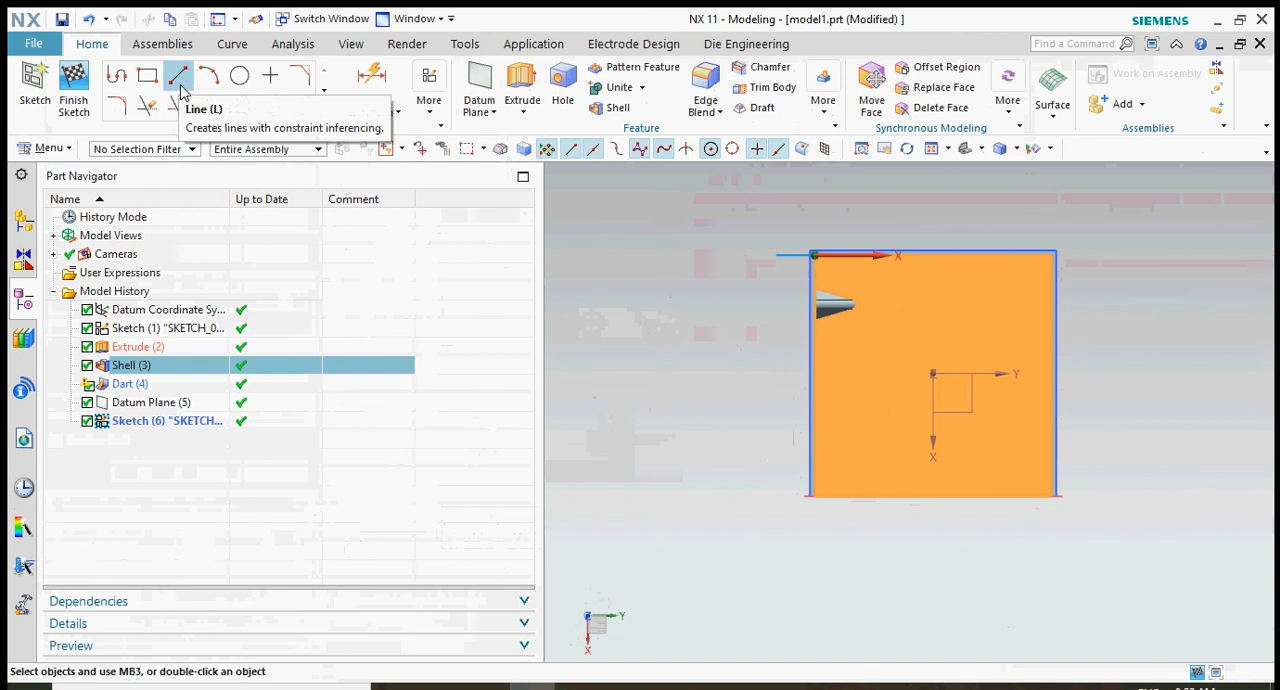 NX Switch Window Window NX 11 - Modeling - [model1.prt (Modified) ] SIEMENS
File Home Assemblies Curve Analysis View Render Tools Application Electrode Design Die Engineering Find a Command
Sketch Finish Sketch More Datum Plane Extrude Hole Pattern Feature Unite Shell Edge Blend Chamfer Trim Body Draft More Move Face Offset Region Replace Face Delete Face More Surface Work on Assembly Add
Line (L)
Creates lines with constraint inferencing.
Feature Synchronous Modeling Assemblies
Menu No Selection Filter Entire Assembly
Part Navigator
Name Up to Date Comment
History Mode
Model Views
Cameras
User Expressions
Model History
Datum Coordinate Sy...
Sketch (1) "SKETCH_0...
Extrude (2)
Shell (3)
Dart (4)
Datum Plane (5)
Sketch (6) "SKETCH...
X
Y
X
Y
X
Dependencies
Details
Preview
Select objects and use MB3, or double-click an object